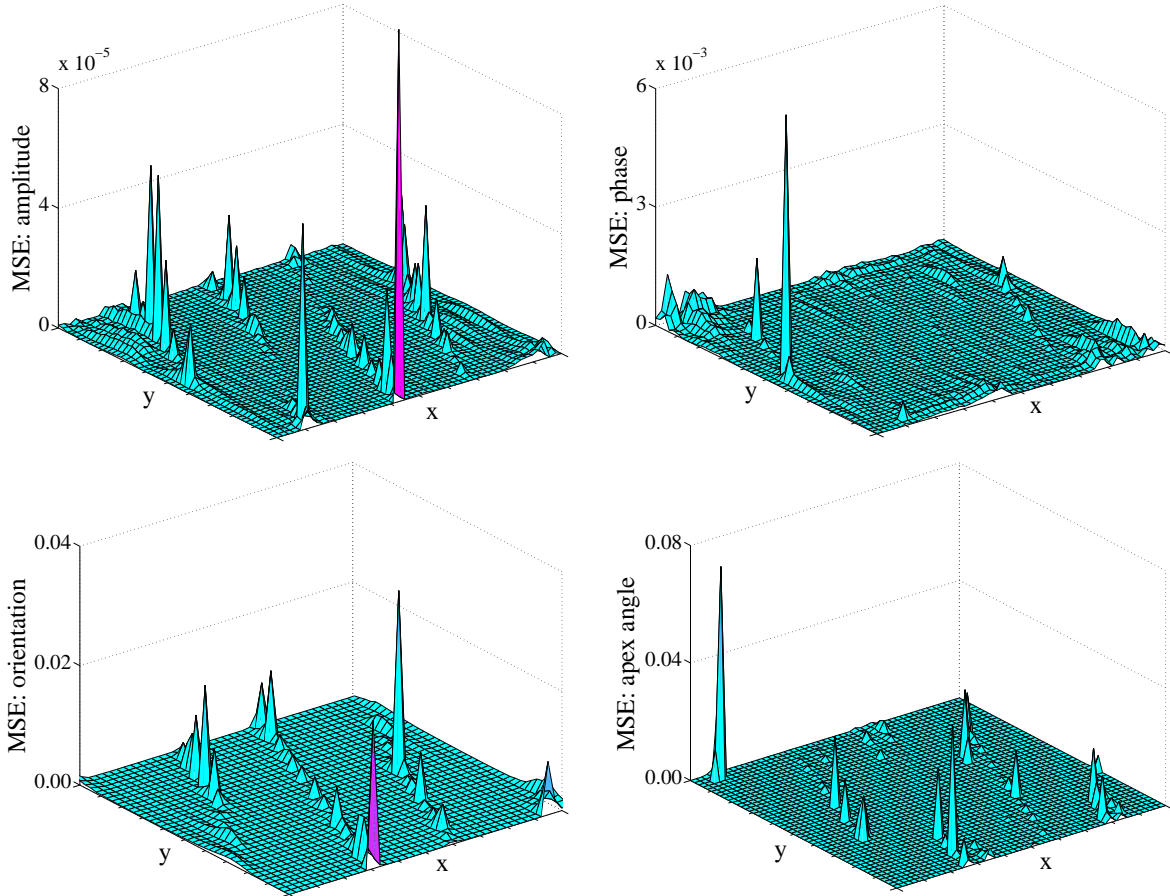 x 10⁻⁵
8
4
0
MSE: amplitude
y
x
x 10⁻³
6
3
0
MSE: phase
y
x
0.04
0.02
0.00
MSE: orientation
y
x
0.08
0.04
0.00
MSE: apex angle
y
x